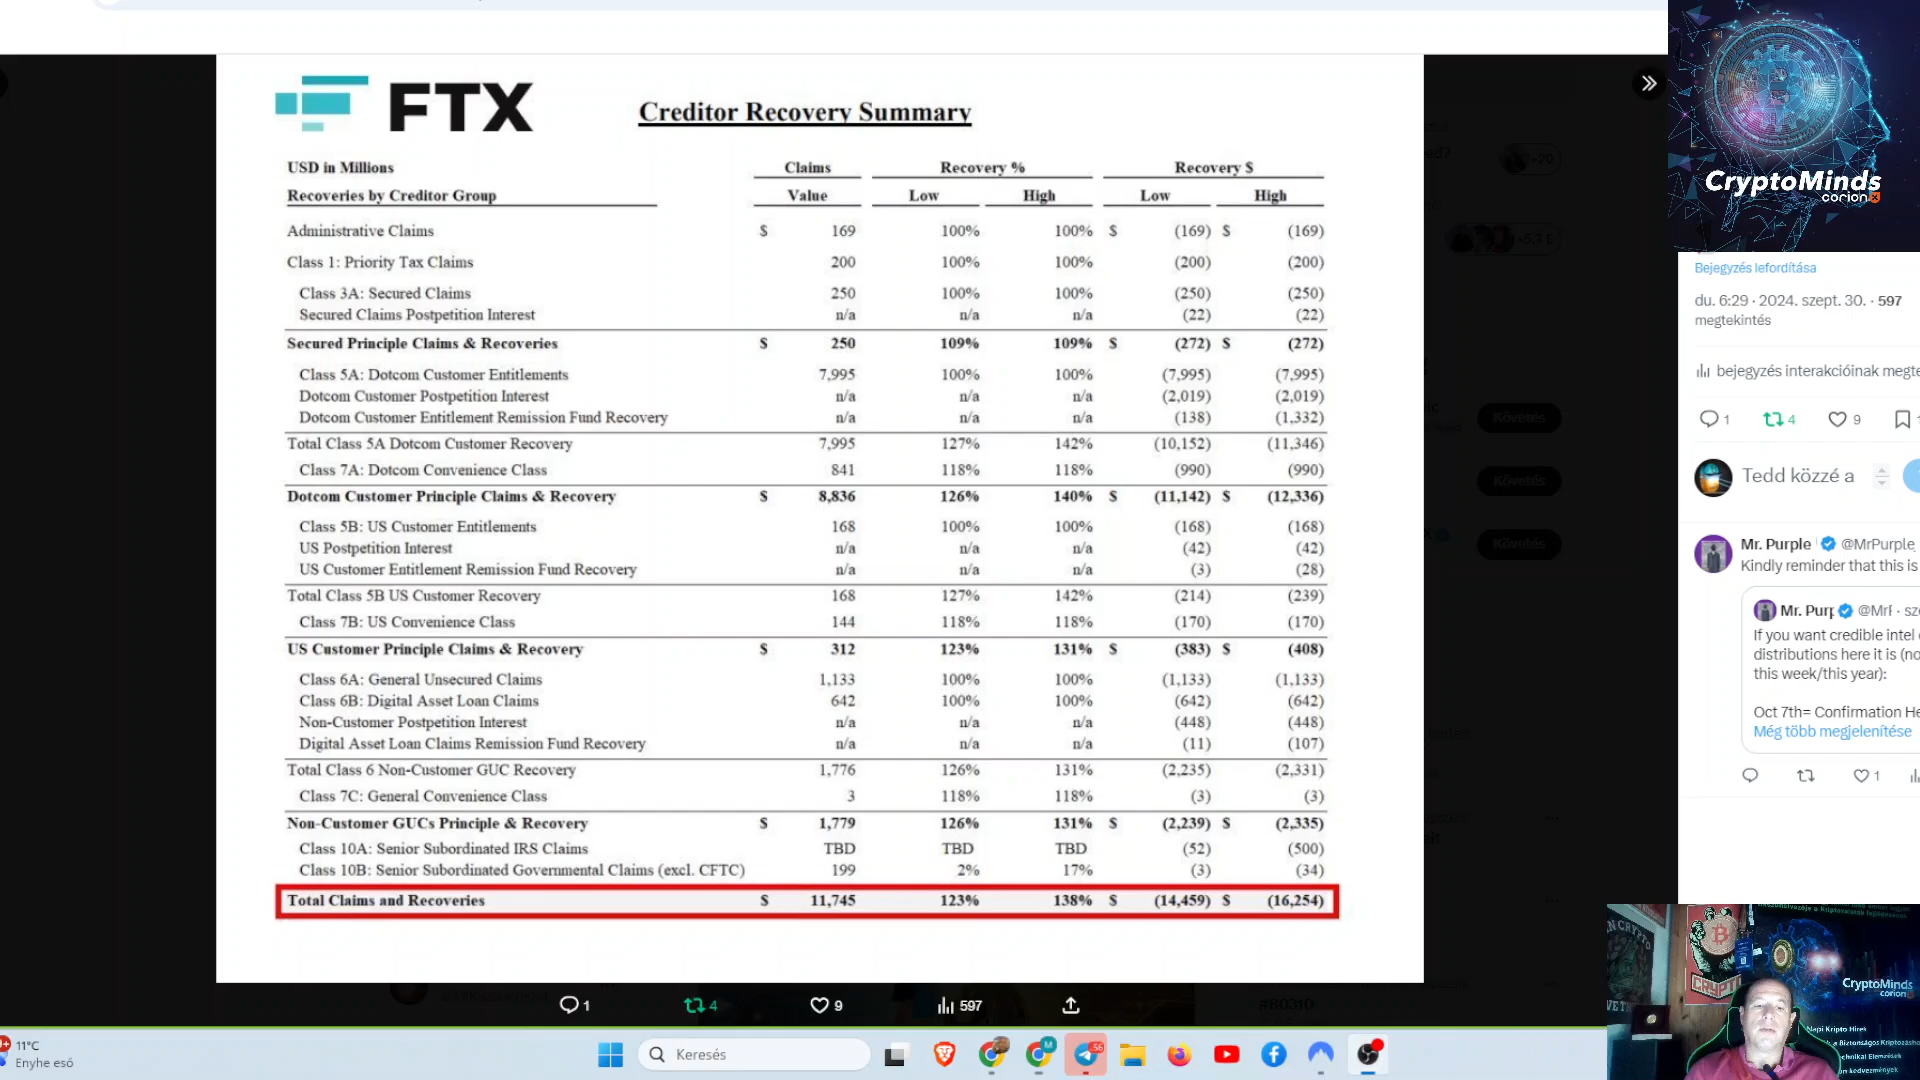 FTX
Creditor Recovery Summary
USD in Millions Claims Recovery % Recovery $
Recoveries by Creditor Group Value Low High Low High
Administrative Claims $ 169 100% 100% $ (169) $ (169)
Class 1: Priority Tax Claims 200 100% 100% (200) (200)
Class 3A: Secured Claims 250 100% 100% (250) (250)
Secured Claims Postpetition Interest n/a n/a n/a (22) (22)
Secured Principle Claims & Recoveries $ 250 109% 109% $ (272) $ (272)
Class 5A: Dotcom Customer Entitlements 7,995 100% 100% (7,995) (7,995)
Dotcom Customer Postpetition Interest n/a n/a n/a (2,019) (2,019)
Dotcom Customer Entitlement Remission Fund Recovery n/a n/a n/a (138) (1,332)
Total Class 5A Dotcom Customer Recovery 7,995 127% 142% (10,152) (11,346)
Class 7A: Dotcom Convenience Class 841 118% 118% (990) (990)
Dotcom Customer Principle Claims & Recovery $ 8,836 126% 140% $ (11,142) $ (12,336)
Class 5B: US Customer Entitlements 168 100% 100% (168) (168)
US Postpetition Interest n/a n/a n/a (42) (42)
US Customer Entitlement Remission Fund Recovery n/a n/a n/a (3) (28)
Total Class 5B US Customer Recovery 168 127% 142% (214) (239)
Class 7B: US Convenience Class 144 118% 118% (170) (170)
US Customer Principle Claims & Recovery $ 312 123% 131% $ (383) $ (408)
Class 6A: General Unsecured Claims 1,133 100% 100% (1,133) (1,133)
Class 6B: Digital Asset Loan Claims 642 100% 100% (642) (642)
Non-Customer Postpetition Interest n/a n/a n/a (448) (448)
Digital Asset Loan Claims Remission Fund Recovery n/a n/a n/a (11) (107)
Total Class 6 Non-Customer GUC Recovery 1,776 126% 131% (2,235) (2,331)
Class 7C: General Convenience Class 3 118% 118% (3) (3)
Non-Customer GUCs Principle & Recovery $ 1,779 126% 131% $ (2,239) $ (2,335)
Class 10A: Senior Subordinated IRS Claims TBD TBD TBD (52) (500)
Class 10B: Senior Subordinated Governmental Claims (excl. CFTC) 199 2% 17% (3) (34)
Total Claims and Recoveries $ 11,745 123% 138% $ (14,459) $ (16,254)
1 4 9 597
CryptoMinds
corion
Bejegyzés lefordítása
du. 6:29 · 2024. szept. 30. · 597
megtekintés
bejegyzés interakcióinak
1 4 9
Tedd közzé a
Mr. Purple @MrPurple_
Kindly reminder that this is
Mr. Purp @Mrl ·
If you want credible intel
distributions here it is (no
this week/this year):
Oct 7th= Confirmation
Még több megjelenítése
1
Követés
Követés
Követés
CRYPTO
CryptoMinds
corion
Napi Kripto Hírek
a Biztonságos
11°C
Enyhe eső
Keresés
56